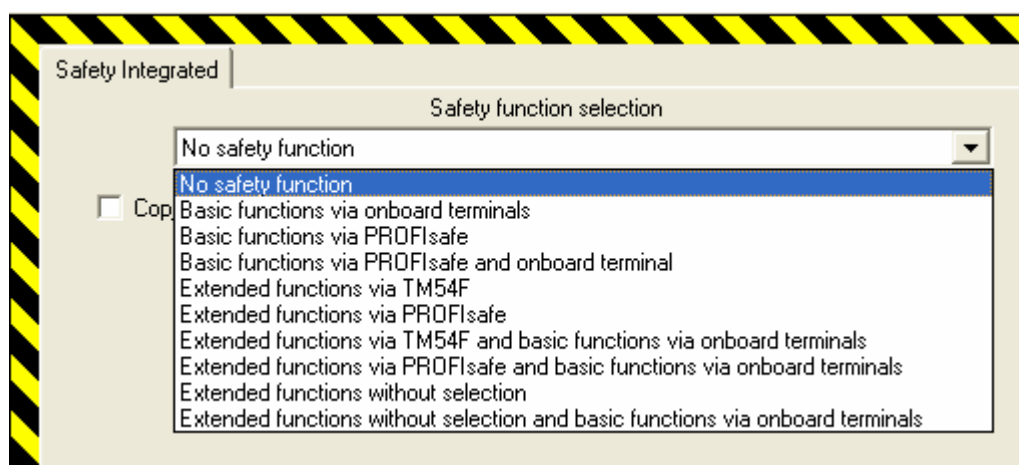 Safety Integrated
Safety function selection
No safety function
No safety function
Basic functions via onboard terminals
Basic functions via PROFIsafe
Basic functions via PROFIsafe and onboard terminal
Extended functions via TM54F
Extended functions via PROFIsafe
Extended functions via TM54F and basic functions via onboard terminals
Extended functions via PROFIsafe and basic functions via onboard terminals
Extended functions without selection
Extended functions without selection and basic functions via onboard terminals